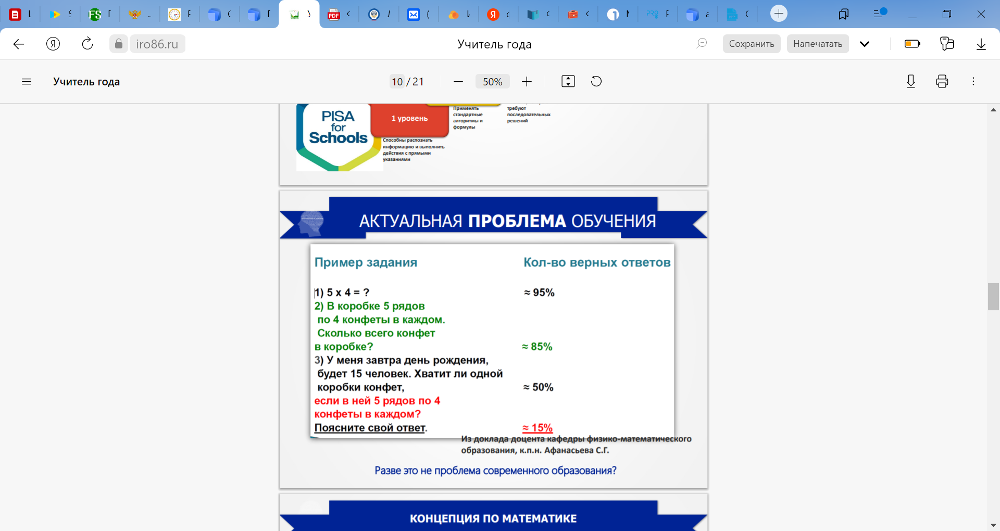 iro86.ru
Учитель года
Сохранить
Напечатать
Учитель года
10 / 21
50%
PISA
for
Schools
1 уровень
Способны распознать
информацию и выполнить
действия с прямыми
указаниями
Применять
стандартные
алгоритмы и
формулы
требуют
последовательных
решений
АКТУАЛЬНАЯ ПРОБЛЕМА ОБУЧЕНИЯ
Пример задания
Кол-во верных ответов
1) 5 х 4 = ?
≈ 95%
2) В коробке 5 рядов
по 4 конфеты в каждом.
Сколько всего конфет
в коробке?
≈ 85%
3) У меня завтра день рождения,
будет 15 человек. Хватит ли одной
коробки конфет,
≈ 50%
если в ней 5 рядов по 4
конфеты в каждом?
Поясните свой ответ.
≈ 15%
Из доклада доцента кафедры физико-математического
образования, к.п.н. Афанасьева С.Г.
Разве это не проблема современного образования?
КОНЦЕПЦИЯ ПО МАТЕМАТИКЕ